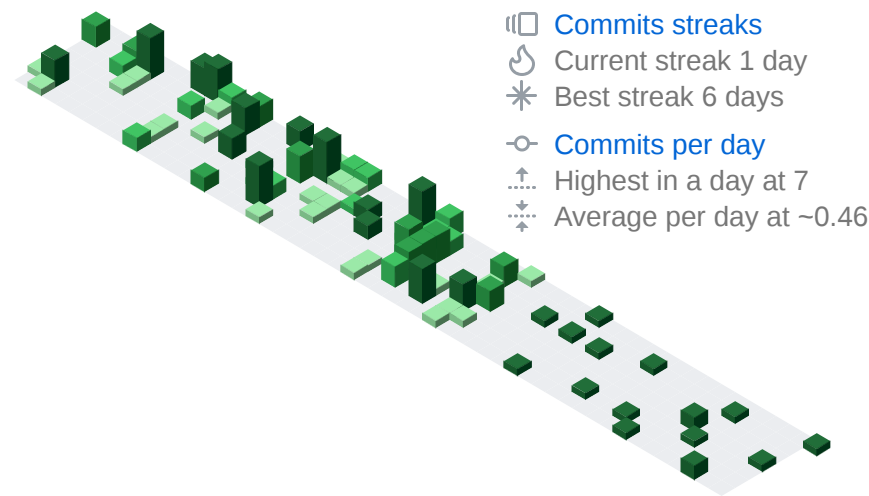 Commits streaks
Current streak 1 day
Best streak 6 days
Commits per day
Highest in a day at 7
Average per day at ~0.46